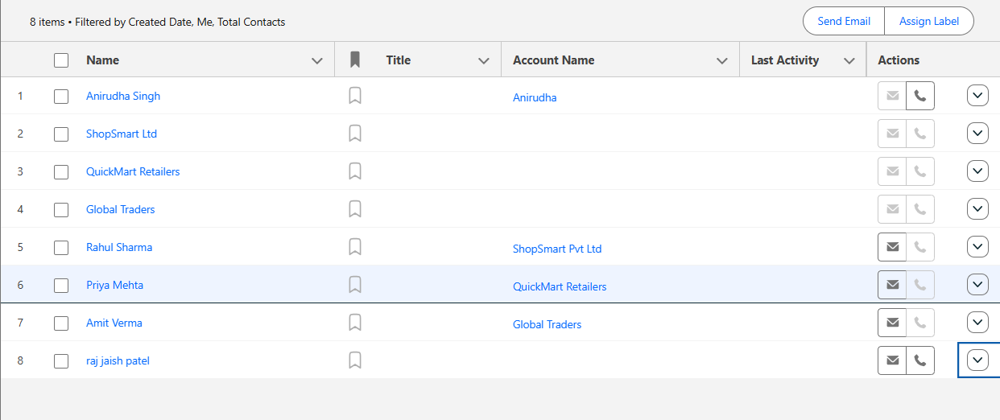 8 items • Filtered by Created Date, Me, Total Contacts
Send Email Assign Label
Name Title Account Name Last Activity Actions
1 Anirudha Singh Anirudha
2 ShopSmart Ltd
3 QuickMart Retailers
4 Global Traders
5 Rahul Sharma ShopSmart Pvt Ltd
6 Priya Mehta QuickMart Retailers
7 Amit Verma Global Traders
8 raj jaish patel